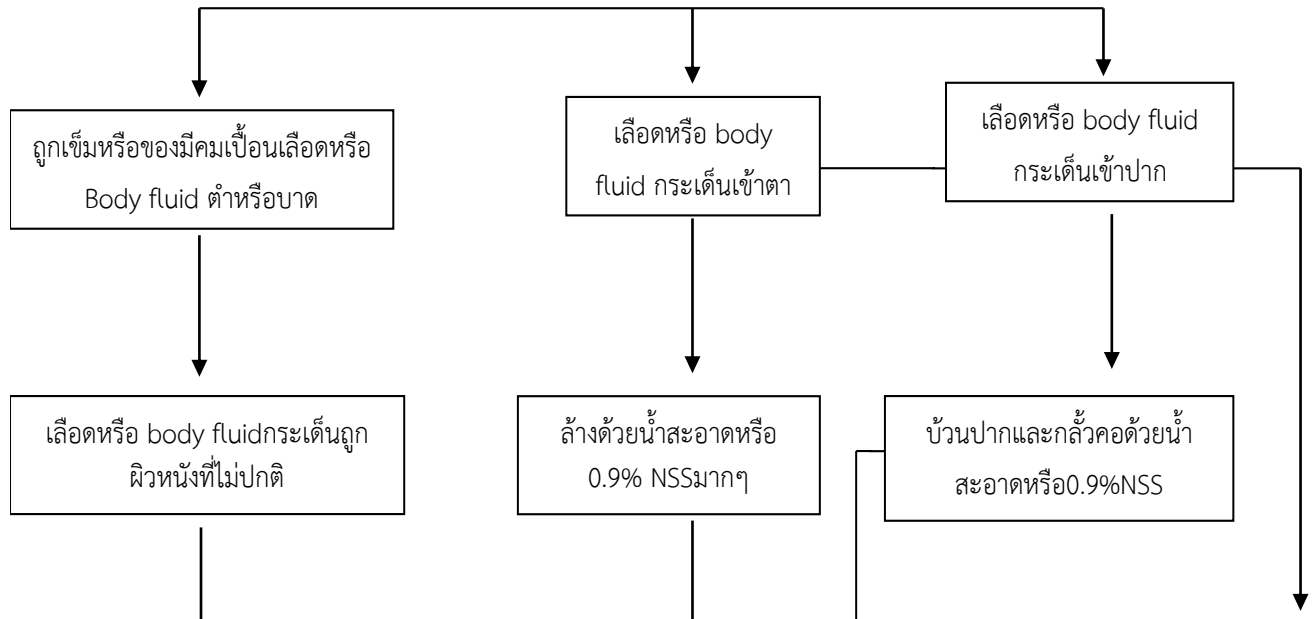 ถูกเข็มหรือของมีคมเปื้อนเลือดหรือ
Body fluid ตำหรือบาด
เลือดหรือ body
fluid กระเด็นเข้าตา
เลือดหรือ body fluid
กระเด็นเข้าปาก
เลือดหรือ body fluidกระเด็นถูก
ผิวหนังที่ไม่ปกติ
ล้างด้วยน้ำสะอาดหรือ
0.9% NSSมากๆ
บ้วนปากและกลั้วคอด้วยน้ำ
สะอาดหรือ0.9%NSS